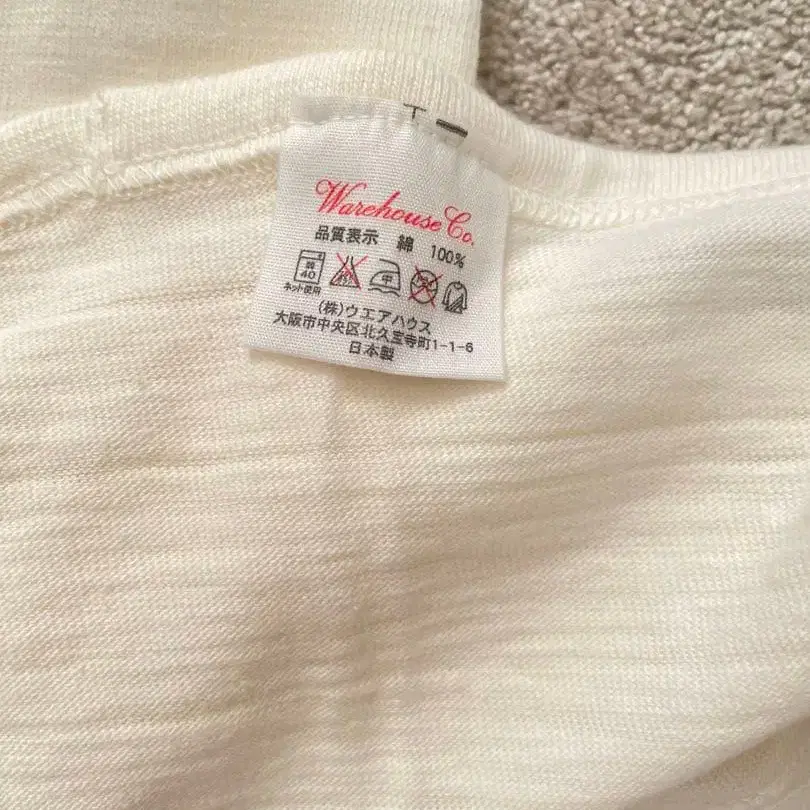 Warehouse Co.
品質表示 綿 100%
弱
40 中
ネット使用
(株)ウエアハウス
大阪市中央区北久宝寺町1-1-6
日本製